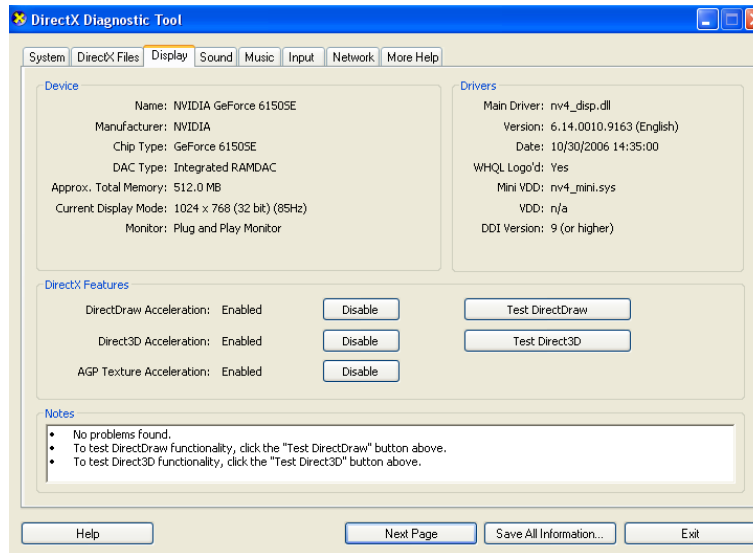 DirectX Diagnostic Tool
System DirectX Files Display Sound Music Input Network More Help
Device
Name: NVIDIA GeForce 6150SE
Manufacturer: NVIDIA
Chip Type: GeForce 6150SE
DAC Type: Integrated RAMDAC
Approx. Total Memory: 512.0 MB
Current Display Mode: 1024 x 768 (32 bit) (85Hz)
Monitor: Plug and Play Monitor
Drivers
Main Driver: nv4_disp.dll
Version: 6.14.0010.9163 (English)
Date: 10/30/2006 14:35:00
WHQL Logo'd: Yes
Mini VDD: nv4_mini.sys
VDD: n/a
DDI Version: 9 (or higher)
DirectX Features
DirectDraw Acceleration: Enabled Disable Test DirectDraw
Direct3D Acceleration: Enabled Disable Test Direct3D
AGP Texture Acceleration: Enabled Disable
Notes
• No problems found.
• To test DirectDraw functionality, click the "Test DirectDraw" button above.
• To test Direct3D functionality, click the "Test Direct3D" button above.
Help Next Page Save All Information... Exit